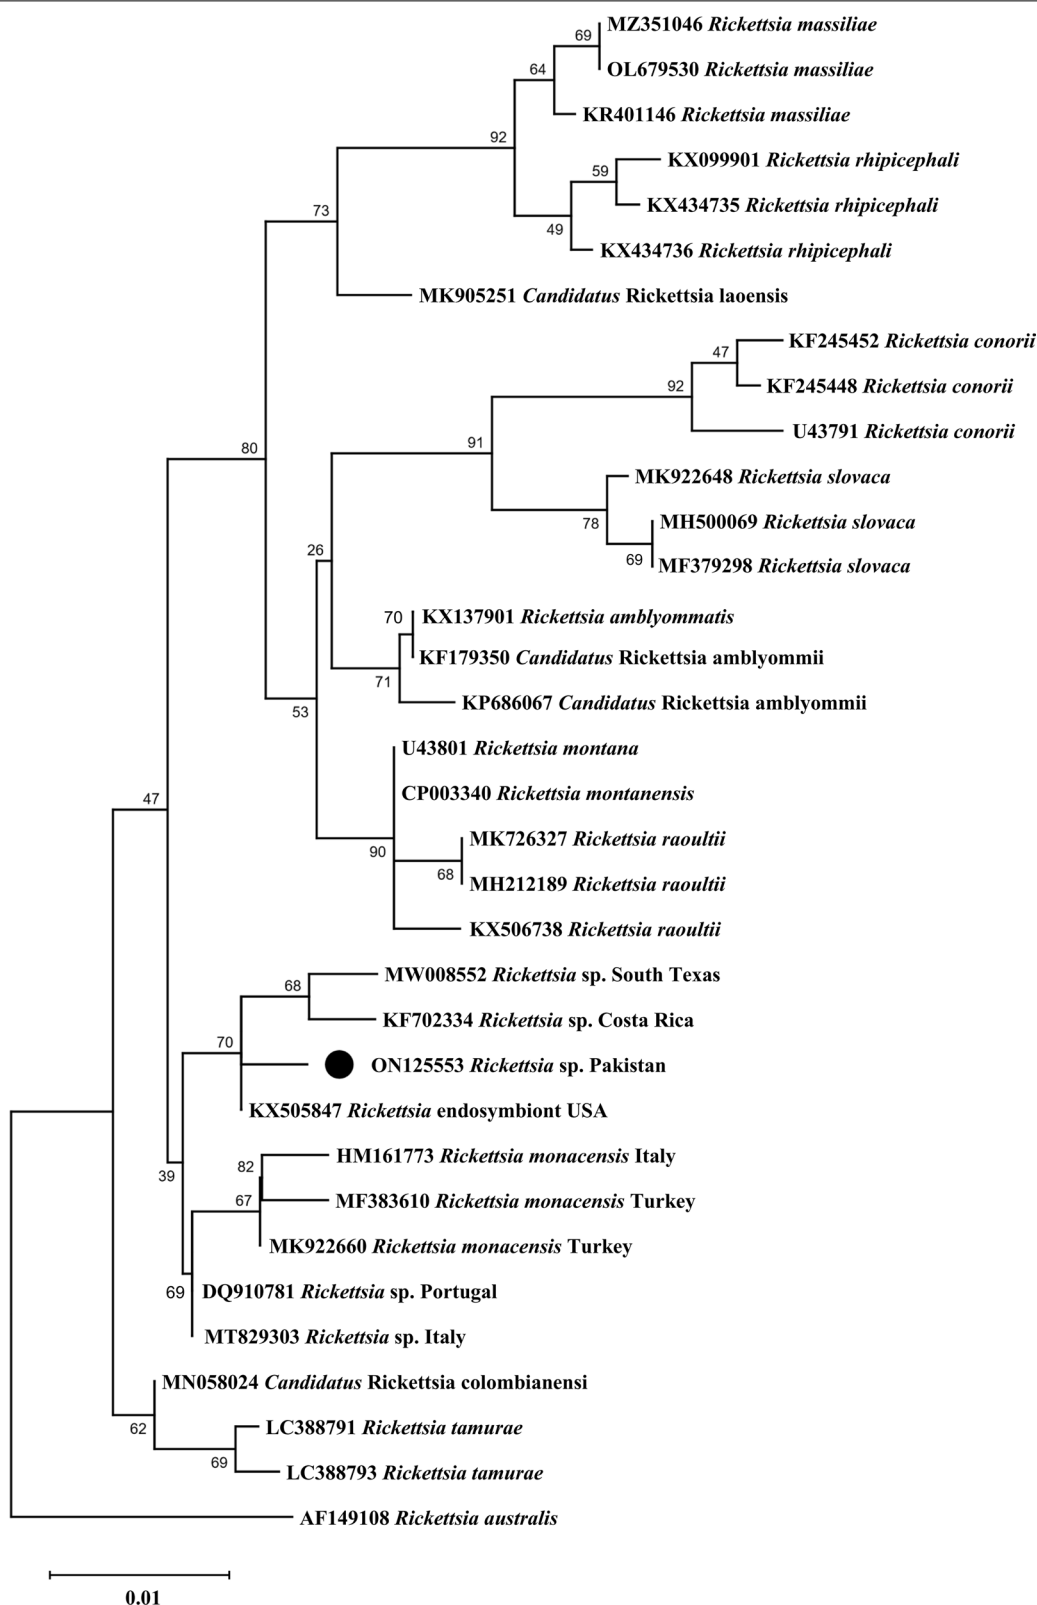 MZ351046 Rickettsia massiliae
69
OL679530 Rickettsia massiliae
64
KR401146 Rickettsia massiliae
92
KX099901 Rickettsia rhipicephali
59
KX434735 Rickettsia rhipicephali
73
49
KX434736 Rickettsia rhipicephali
MK905251 Candidatus Rickettsia laoensis
KF245452 Rickettsia conorii
47
KF245448 Rickettsia conorii
92
U43791 Rickettsia conorii
91
80
MK922648 Rickettsia slovaca
78
MH500069 Rickettsia slovaca
69
MF379298 Rickettsia slovaca
26
70
KX137901 Rickettsia amblyommatis
KF179350 Candidatus Rickettsia amblyommii
71
KP686067 Candidatus Rickettsia amblyommii
53
U43801 Rickettsia montana
CP003340 Rickettsia montanensis
47
MK726327 Rickettsia raoultii
90
68
MH212189 Rickettsia raoultii
KX506738 Rickettsia raoultii
MW008552 Rickettsia sp. South Texas
68
KF702334 Rickettsia sp. Costa Rica
70
ON125553 Rickettsia sp. Pakistan
KX505847 Rickettsia endosymbiont USA
HM161773 Rickettsia monacensis Italy
82
39
67
MF383610 Rickettsia monacensis Turkey
MK922660 Rickettsia monacensis Turkey
69
DQ910781 Rickettsia sp. Portugal
MT829303 Rickettsia sp. Italy
MN058024 Candidatus Rickettsia colombianensi
62
LC388791 Rickettsia tamurae
69
LC388793 Rickettsia tamurae
AF149108 Rickettsia australis
0.01